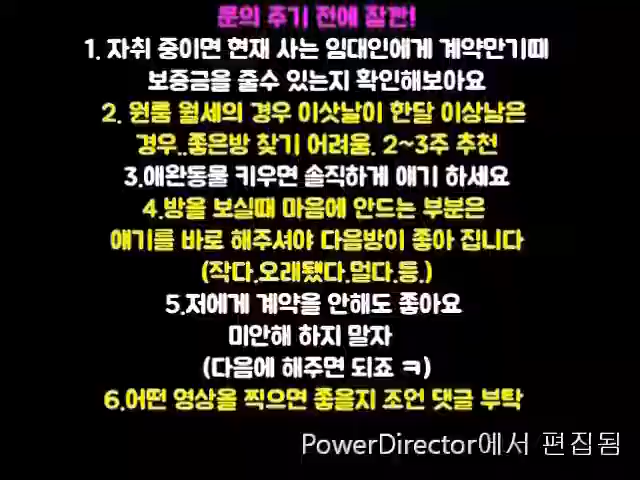 문의 주기 전에 잠깐!
1. 자취 중이면 현재 사는 임대인에게 계약만기때
보증금을 줄수 있는지 확인해보아요
2. 원룸 월세의 경우 이삿날이 한달 이상남은
경우..좋은방 찾기 어려움. 2~3주 추천
3.애완동물 키우면 솔직하게 얘기 하세요
4.방을 보실때 마음에 안드는 부분은
얘기를 바로 해주셔야 다음방이 좋아 집니다
(작다.오래됐다.멀다.등.)
5.저에게 계약을 안해도 좋아요
미안해 하지 말자
(다음에 해주면 되죠 ㅋ)
6.어떤 영상을 찍으면 좋을지 조언 댓글 부탁
PowerDirector에서 편집됨